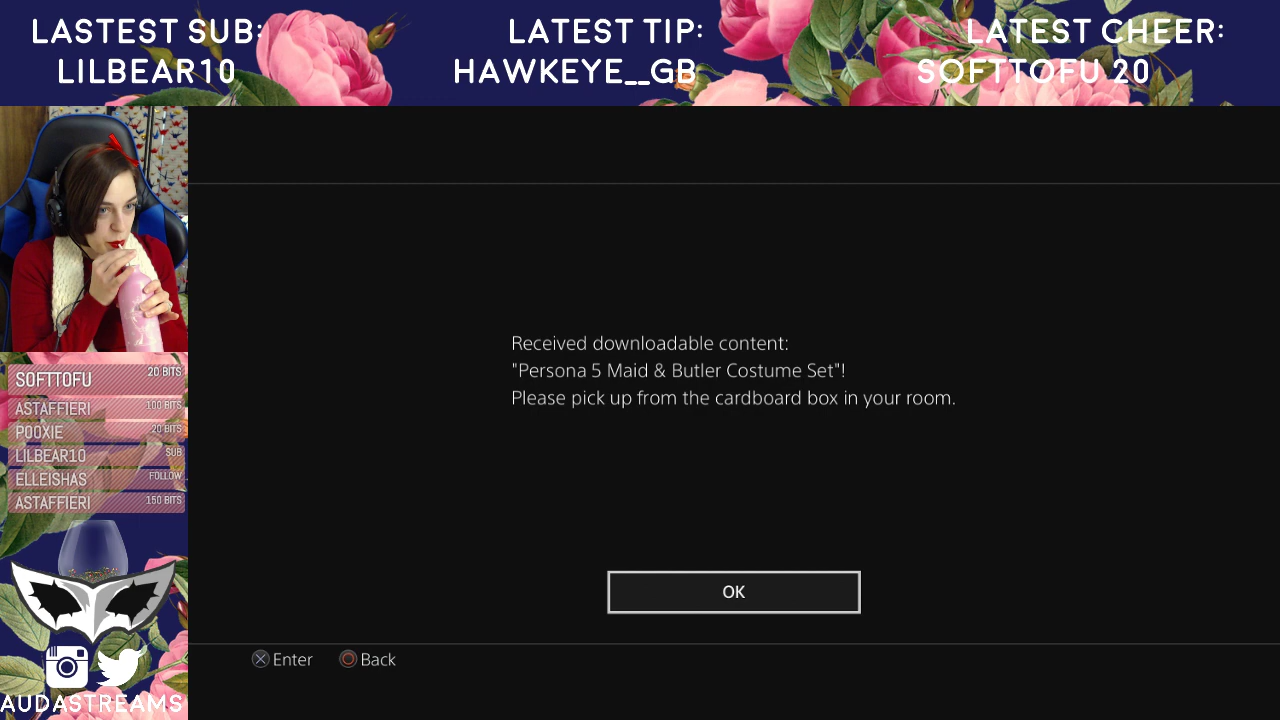 LASTEST SUB:
LILBEAR10
LATEST TIP:
HAWKEYE__GB
LATEST CHEER:
SOFTTOFU 20
Received downloadable content:
"Persona 5 Maid & Butler Costume Set"!
Please pick up from the cardboard box in your room.
OK
Enter
Back
SOFTTOFU 20 BITS
ASTAFFIERI 100 BITS
POOXIE 20 BITS
LILBEAR10 SUB
ELLEISHAS FOLLOW
ASTAFFIERI 150 BITS
AUDASTREAMS